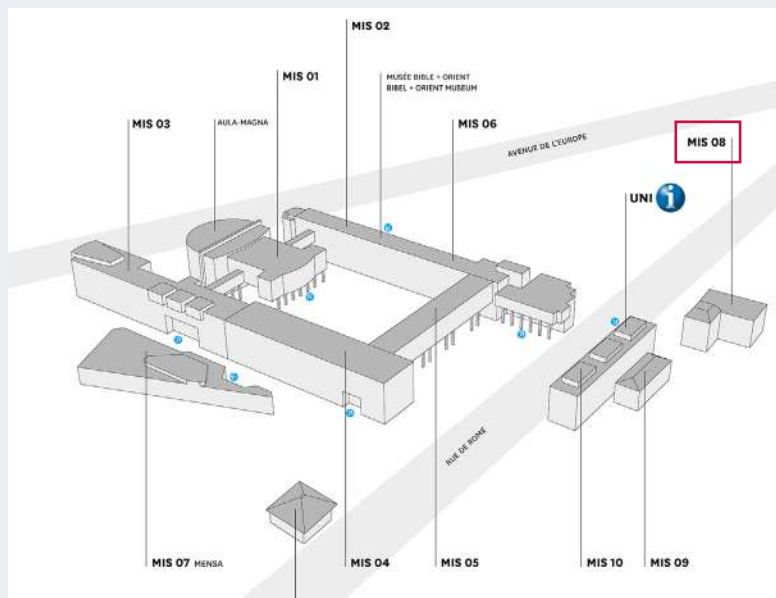 MIS 02
MIS 01
MUSÉE BIBLE + ORIENT
BIBEL + ORIENT MUSEUM
MIS 03
AULA-MAGNA
MIS 06
AVENUE DE L'EUROPE
MIS 08
UNI i
RUE DE ROME
MIS 07 MENSA
MIS 04
MIS 05
MIS 10
MIS 09